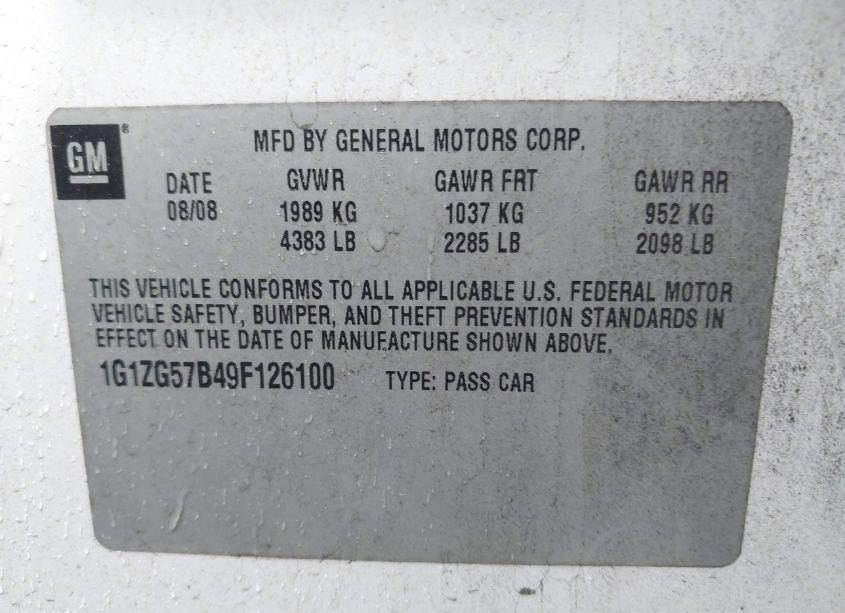 GM®
MFD BY GENERAL MOTORS CORP.
DATE GVWR GAWR FRT GAWR RR
08/08 1989 KG 1037 KG 952 KG
4383 LB 2285 LB 2098 LB
THIS VEHICLE CONFORMS TO ALL APPLICABLE U.S. FEDERAL MOTOR
VEHICLE SAFETY, BUMPER, AND THEFT PREVENTION STANDARDS IN
EFFECT ON THE DATE OF MANUFACTURE SHOWN ABOVE.
1G1ZG57B49F126100 TYPE: PASS CAR